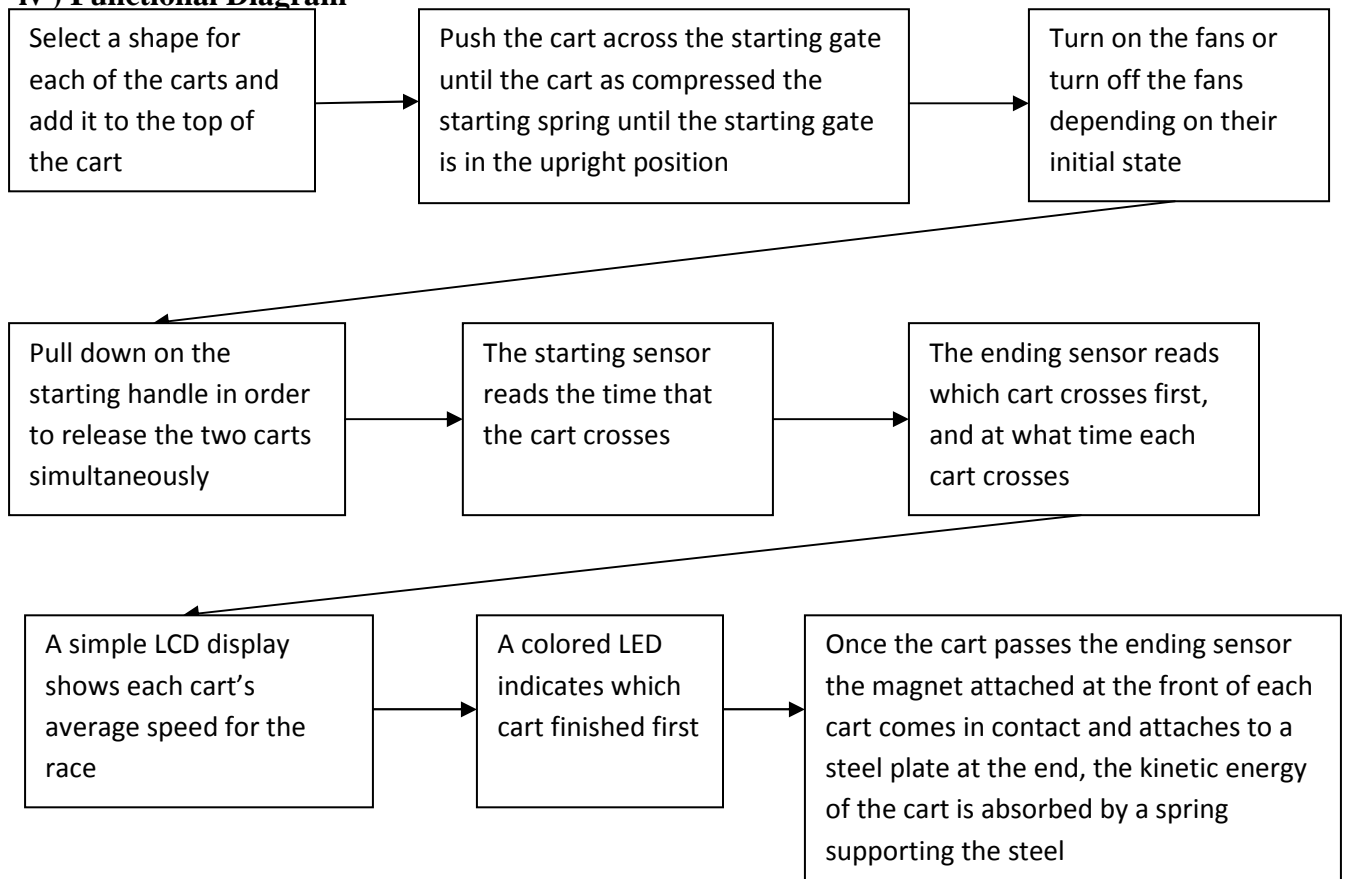 iv ) Functional Diagram
Select a shape for
each of the carts and
add it to the top of
the cart
Push the cart across the starting gate
until the cart as compressed the
starting spring until the starting gate
is in the upright position
Turn on the fans or
turn off the fans
depending on their
initial state
Pull down on the
starting handle in order
to release the two carts
simultaneously
The starting sensor
reads the time that
the cart crosses
The ending sensor reads
which cart crosses first,
and at what time each
cart crosses
A simple LCD display
shows each cart’s
average speed for the
race
A colored LED
indicates which
cart finished first
Once the cart passes the ending sensor
the magnet attached at the front of each
cart comes in contact and attaches to a
steel plate at the end, the kinetic energy
of the cart is absorbed by a spring
supporting the steel